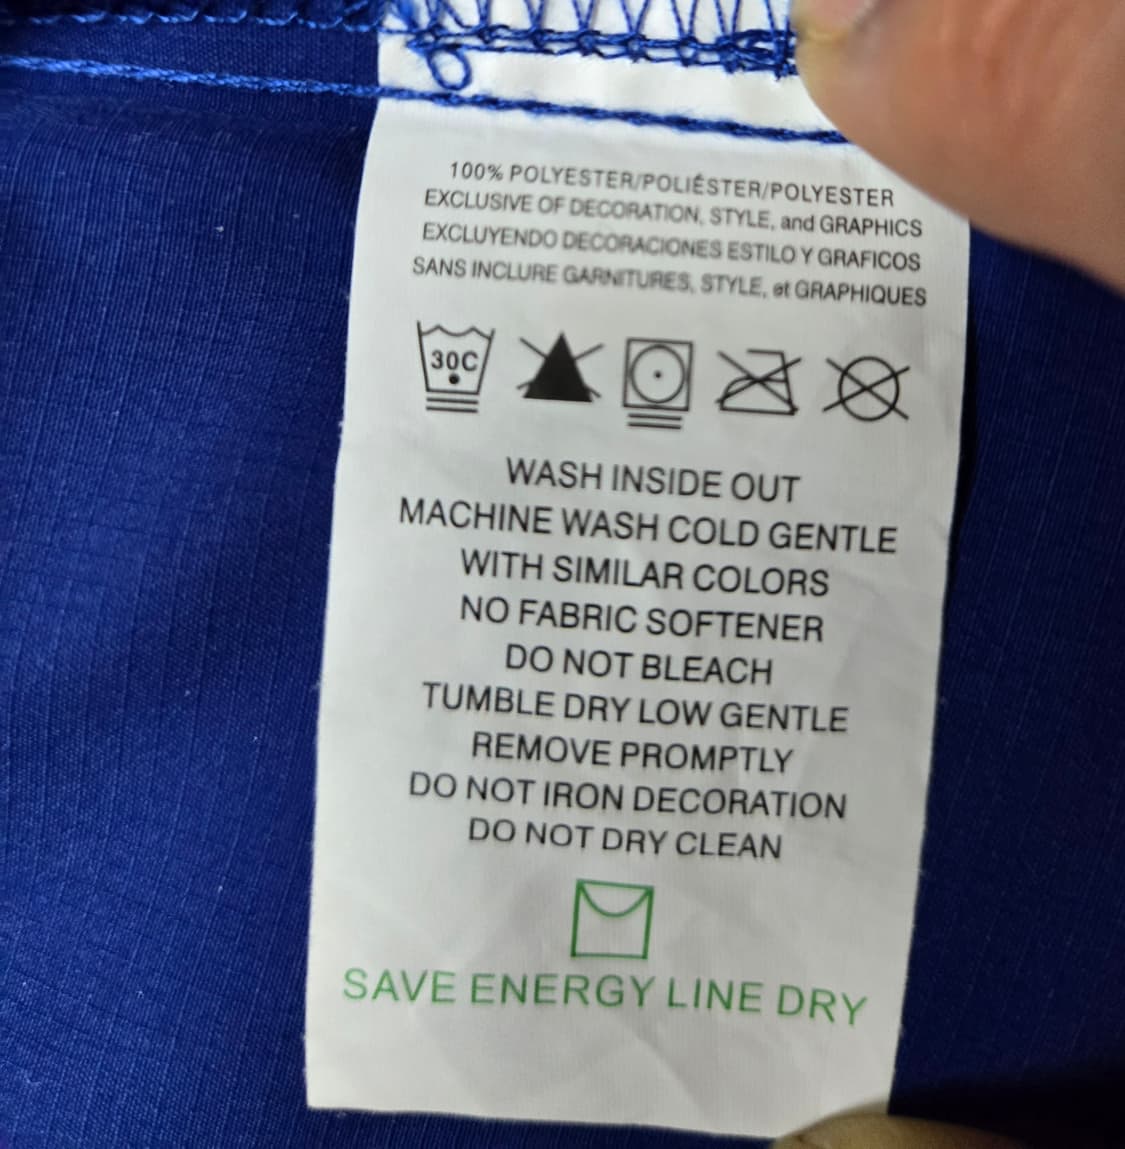 100% POLYESTER/POLIÉSTER/POLYESTER
EXCLUSIVE OF DECORATION, STYLE, and GRAPHICS
EXCLUYENDO DECORACIONES ESTILO Y GRAFICOS
SANS INCLURE GARNITURES, STYLE, et GRAPHIQUES
30C
WASH INSIDE OUT
MACHINE WASH COLD GENTLE
WITH SIMILAR COLORS
NO FABRIC SOFTENER
DO NOT BLEACH
TUMBLE DRY LOW GENTLE
REMOVE PROMPTLY
DO NOT IRON DECORATION
DO NOT DRY CLEAN
SAVE ENERGY LINE DRY